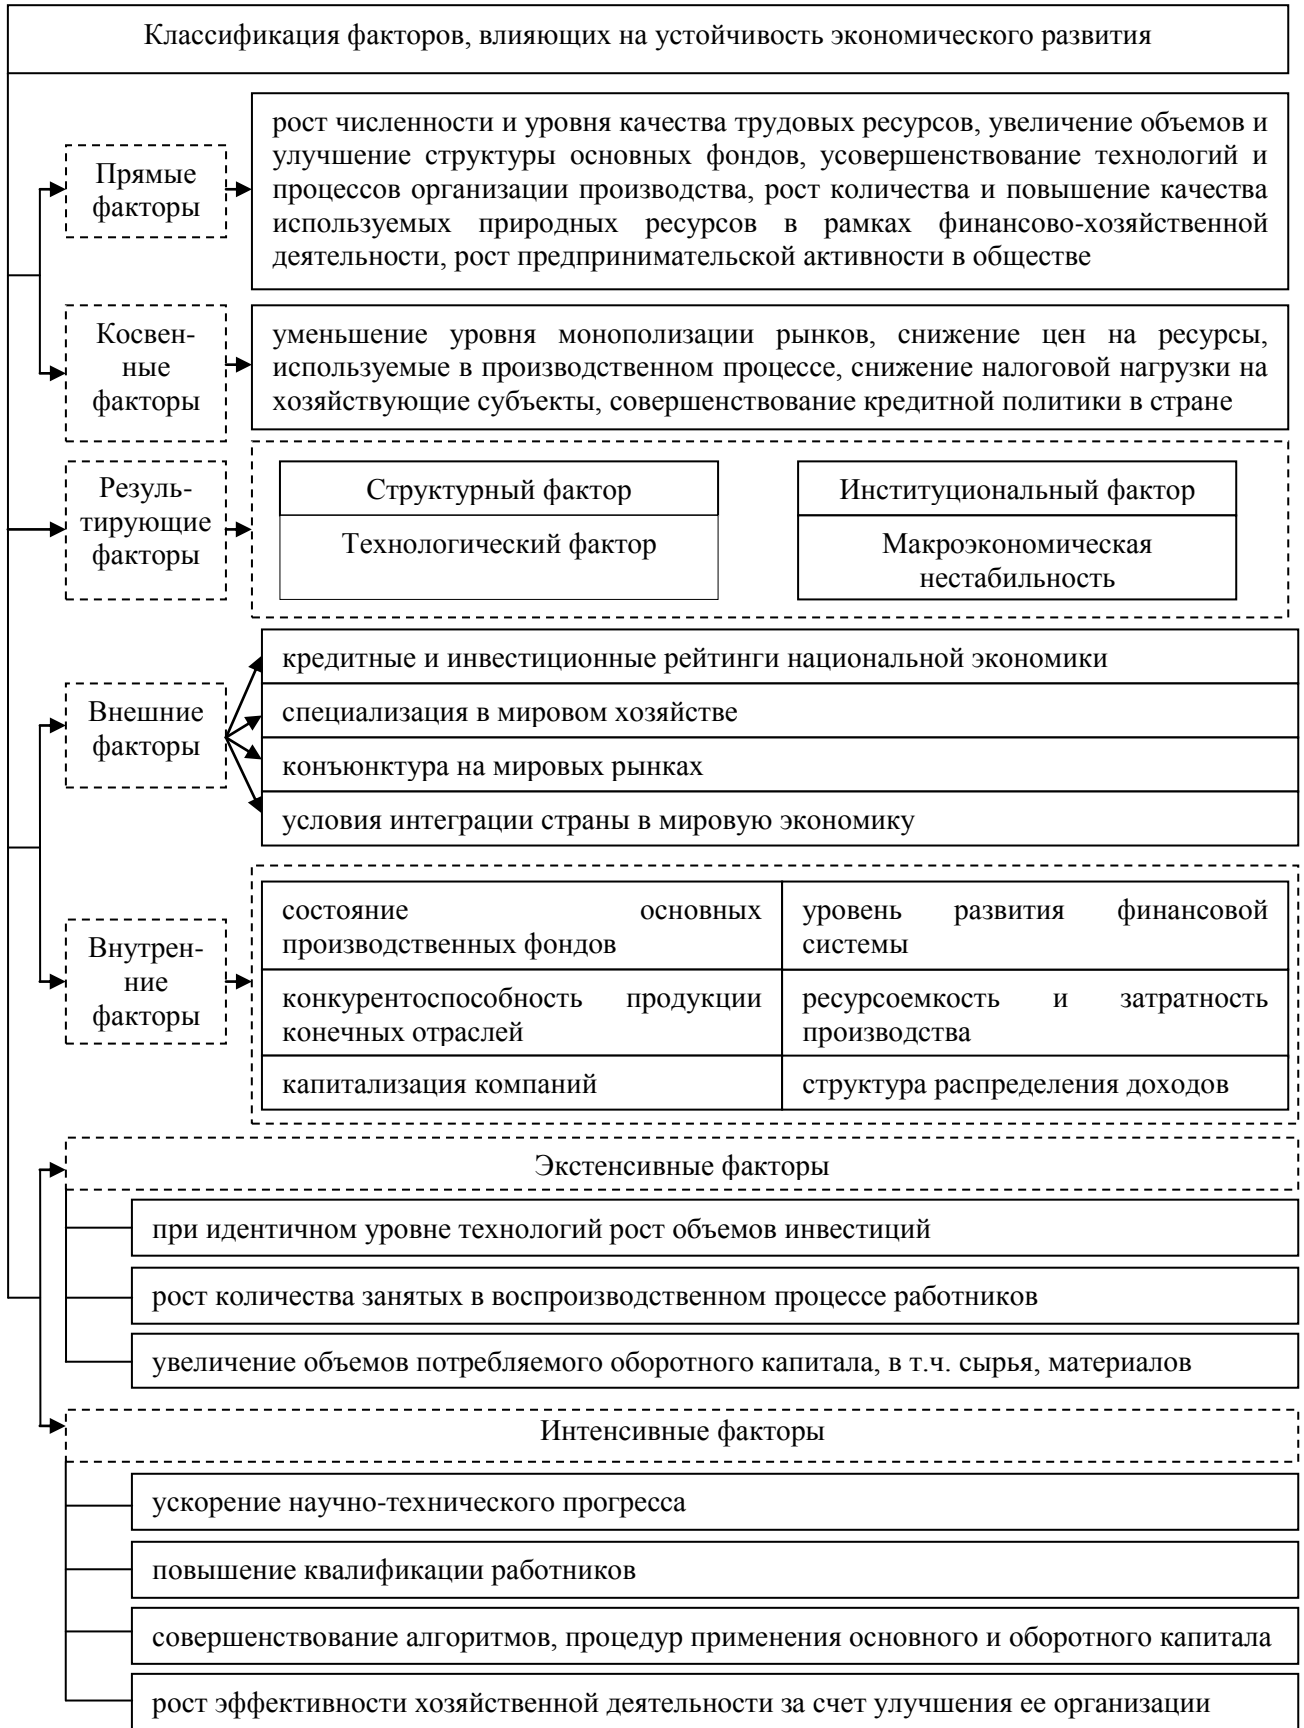 Классификация факторов, влияющих на устойчивость экономического развития
Прямые
факторы
рост численности и уровня качества трудовых ресурсов, увеличение объемов и
улучшение структуры основных фондов, усовершенствование технологий и
процессов организации производства, рост количества и повышение качества
используемых природных ресурсов в рамках финансово-хозяйственной
деятельности, рост предпринимательской активности в обществе
Косвен-
ные
факторы
уменьшение уровня монополизации рынков, снижение цен на ресурсы,
используемые в производственном процессе, снижение налоговой нагрузки на
хозяйствующие субъекты, совершенствование кредитной политики в стране
Резуль-
тирующие
факторы
Структурный фактор
Институциональный фактор
Технологический фактор
Макроэкономическая
нестабильность
Внешние
факторы
кредитные и инвестиционные рейтинги национальной экономики
специализация в мировом хозяйстве
конъюнктура на мировых рынках
условия интеграции страны в мировую экономику
Внутрен-
ние
факторы
состояние основных
производственных фондов
уровень развития финансовой
системы
конкурентоспособность продукции
конечных отраслей
ресурсоемкость и затратность
производства
капитализация компаний
структура распределения доходов
Экстенсивные факторы
при идентичном уровне технологий рост объемов инвестиций
рост количества занятых в воспроизводственном процессе работников
увеличение объемов потребляемого оборотного капитала, в т.ч. сырья, материалов
Интенсивные факторы
ускорение научно-технического прогресса
повышение квалификации работников
совершенствование алгоритмов, процедур применения основного и оборотного капитала
рост эффективности хозяйственной деятельности за счет улучшения ее организации